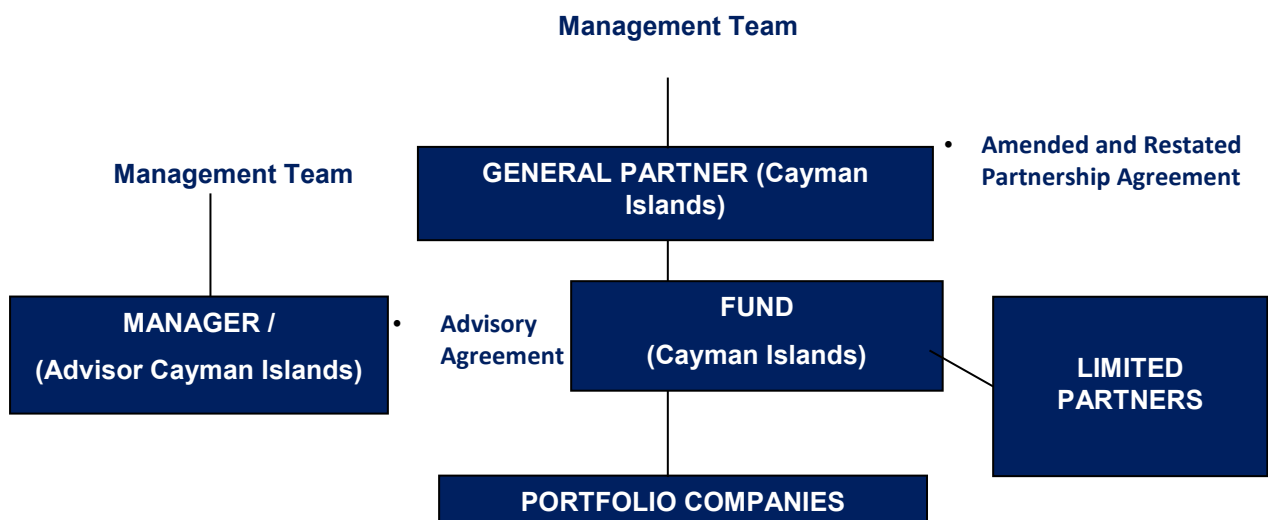 Management Team
• Amended and Restated
Partnership Agreement
GENERAL PARTNER (Cayman
Islands)
Management Team
MANAGER /
(Advisor Cayman Islands)
• Advisory
Agreement
FUND
(Cayman Islands)
LIMITED
PARTNERS
PORTFOLIO COMPANIES